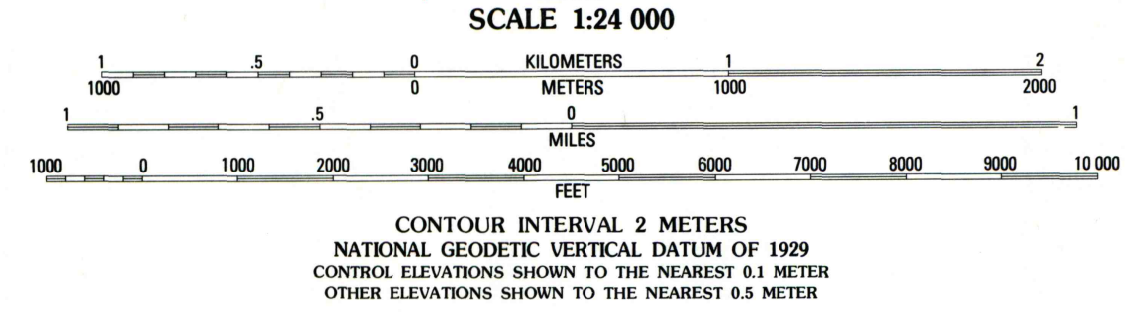 SCALE 1:24 000
1 .5 0 KILOMETERS 1 2
1000 0 METERS 1000 2000
1 .5 0 1
MILES
1000 0 1000 2000 3000 4000 5000 6000 7000 8000 9000 10 000
FEET
CONTOUR INTERVAL 2 METERS
NATIONAL GEODETIC VERTICAL DATUM OF 1929
CONTROL ELEVATIONS SHOWN TO THE NEAREST 0.1 METER
OTHER ELEVATIONS SHOWN TO THE NEAREST 0.5 METER